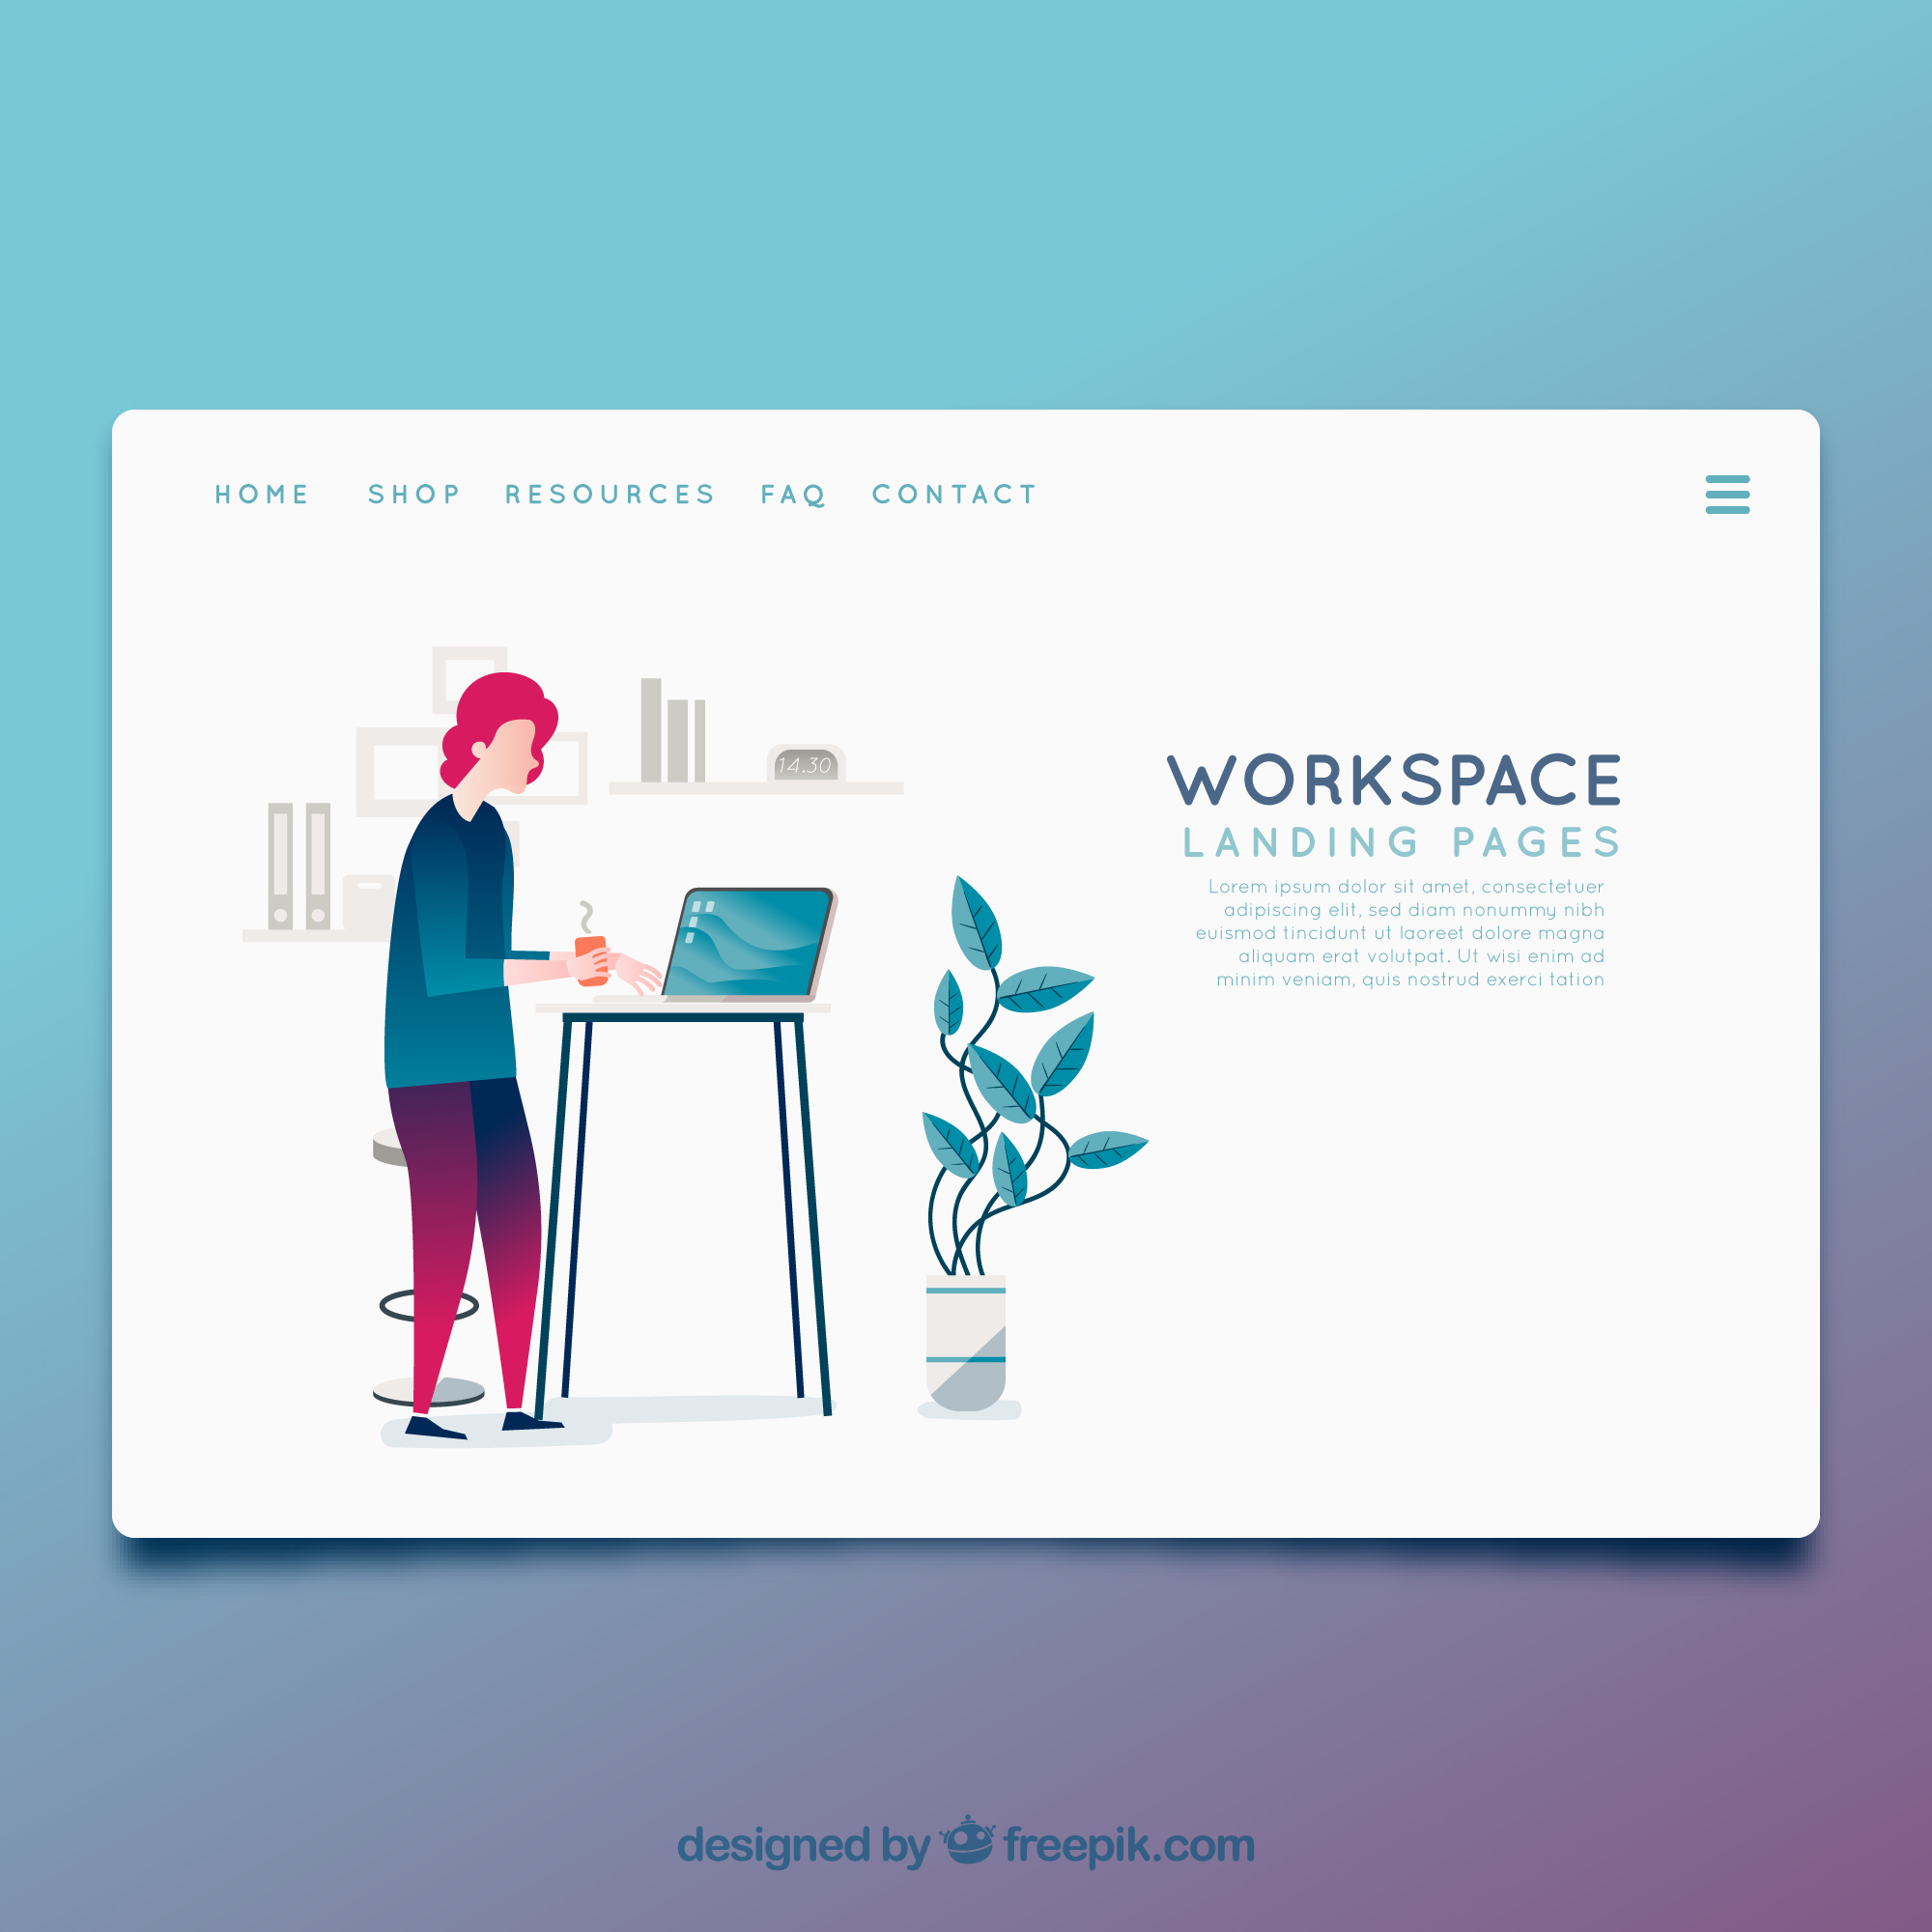 HOME SHOP RESOURCES FAQ CONTACT
14.30
WORKSPACE
LANDING PAGES
Lorem ipsum dolor sit amet, consectetuer
adipiscing elit, sed diam nonummy nibh
euismod tincidunt ut laoreet dolore magna
aliquam erat volutpat. Ut wisi enim ad
minim veniam, quis nostrud exerci tation
designed by freepik.com